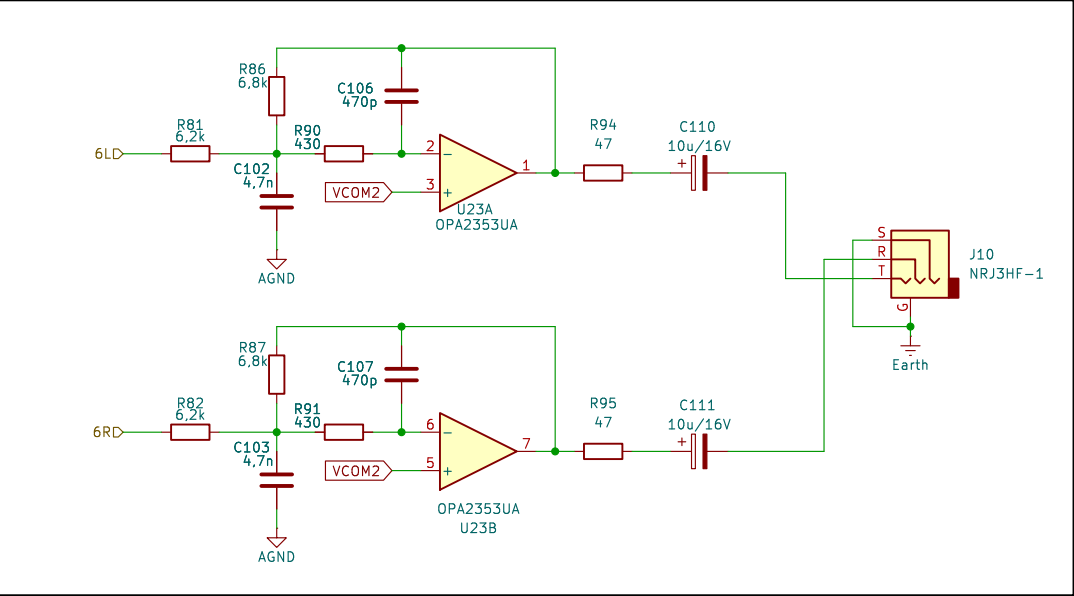 R86
6,8k
C106
470p
R81
6,2k
R90
430
R94
47
C110
10u/16V
+
6L
2
−
1
C102
4,7n
VCOM2
3
+
U23A
OPA2353UA
AGND
S
R
T
J10
NRJ3HF-1
G
Earth
R87
6,8k
C107
470p
R82
6,2k
R91
430
R95
47
C111
10u/16V
+
6R
6
−
7
C103
4,7n
VCOM2
5
+
OPA2353UA
U23B
AGND